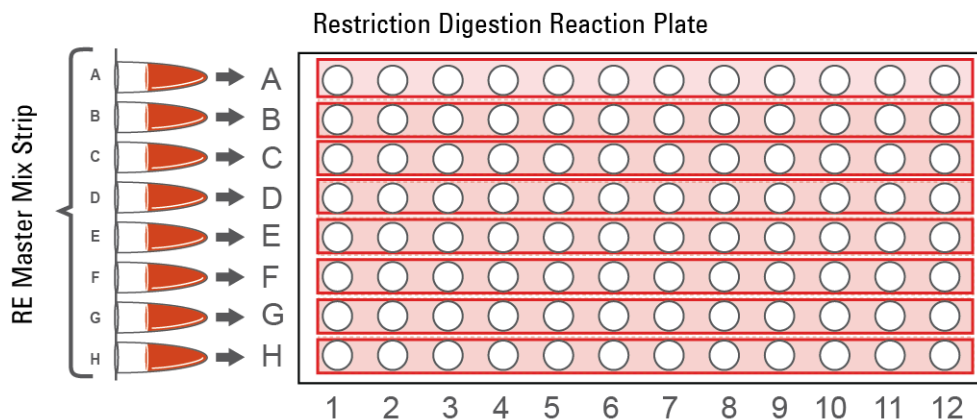 Restriction Digestion Reaction Plate
RE Master Mix Strip
A A
B B
C C
D D
E E
F F
G G
H H
1 2 3 4 5 6 7 8 9 10 11 12